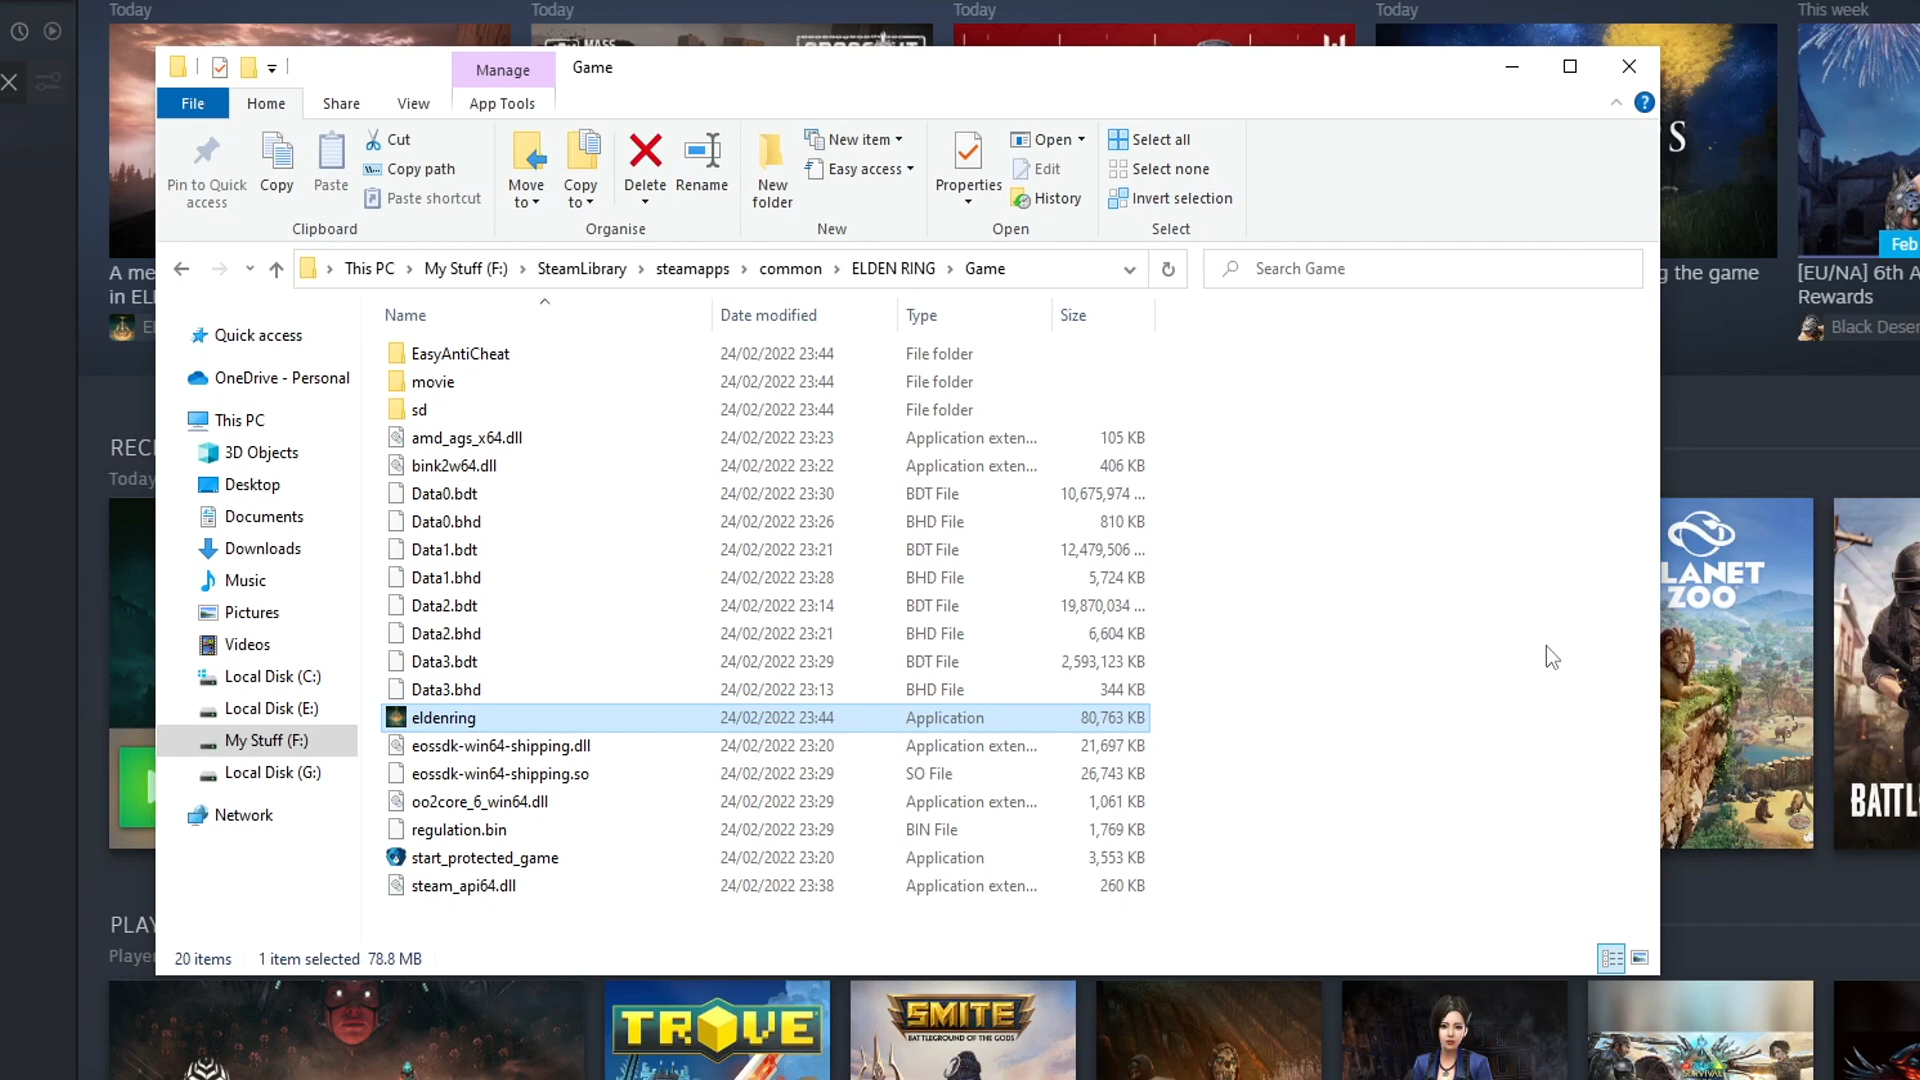 Today
Today
Today
Today
This week
MASS
Manage
Game
File
Home
Share
View
App Tools
Pin to Quick access
Copy
Paste
Cut
Copy path
Paste shortcut
Move to
Copy to
Delete
Rename
New folder
New item
Easy access
Properties
Open
Edit
History
Select all
Select none
Invert selection
Clipboard
Organise
New
Open
Select
S
Feb
This PC
My Stuff (F:)
SteamLibrary
steamapps
common
ELDEN RING
Game
Search Game
A me
in EL
E
g the game
[EU/NA] 6th A
Rewards
Black Deser
Name
Date modified
Type
Size
Quick access
OneDrive - Personal
This PC
3D Objects
Desktop
Documents
Downloads
Music
Pictures
Videos
Local Disk (C:)
Local Disk (E:)
My Stuff (F:)
Local Disk (G:)
Network
EasyAntiCheat 24/02/2022 23:44 File folder
movie 24/02/2022 23:44 File folder
sd 24/02/2022 23:44 File folder
amd_ags_x64.dll 24/02/2022 23:23 Application exten... 105 KB
bink2w64.dll 24/02/2022 23:22 Application exten... 406 KB
Data0.bdt 24/02/2022 23:30 BDT File 10,675,974 ...
Data0.bhd 24/02/2022 23:26 BHD File 810 KB
Data1.bdt 24/02/2022 23:21 BDT File 12,479,506 ...
Data1.bhd 24/02/2022 23:28 BHD File 5,724 KB
Data2.bdt 24/02/2022 23:14 BDT File 19,870,034 ...
Data2.bhd 24/02/2022 23:21 BHD File 6,604 KB
Data3.bdt 24/02/2022 23:29 BDT File 2,593,123 KB
Data3.bhd 24/02/2022 23:13 BHD File 344 KB
eldenring 24/02/2022 23:44 Application 80,763 KB
eossdk-win64-shipping.dll 24/02/2022 23:20 Application exten... 21,697 KB
eossdk-win64-shipping.so 24/02/2022 23:29 SO File 26,743 KB
oo2core_6_win64.dll 24/02/2022 23:29 Application exten... 1,061 KB
regulation.bin 24/02/2022 23:29 BIN File 1,769 KB
start_protected_game 24/02/2022 23:20 Application 3,553 KB
steam_api64.dll 24/02/2022 23:38 Application exten... 260 KB
20 items 1 item selected 78.8 MB
REC
Today
LANET
ZOO
BATTL
PLAY
Player
TROVE
SMITE
BATTLEGROUND OF THE GODS
SURVIVAL